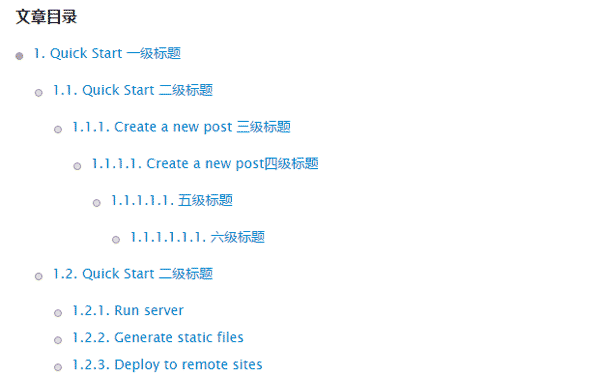 文章目录
1. Quick Start 一级标题
1.1. Quick Start 二级标题
1.1.1. Create a new post 三级标题
1.1.1.1. Create a new post四级标题
1.1.1.1.1. 五级标题
1.1.1.1.1.1. 六级标题
1.2. Quick Start 二级标题
1.2.1. Run server
1.2.2. Generate static files
1.2.3. Deploy to remote sites